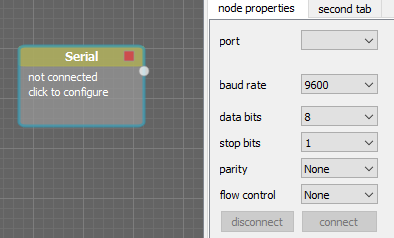 Serial
not connected
click to configure
node properties second tab
port
baud rate 9600
data bits 8
stop bits 1
parity None
flow control None
disconnect connect